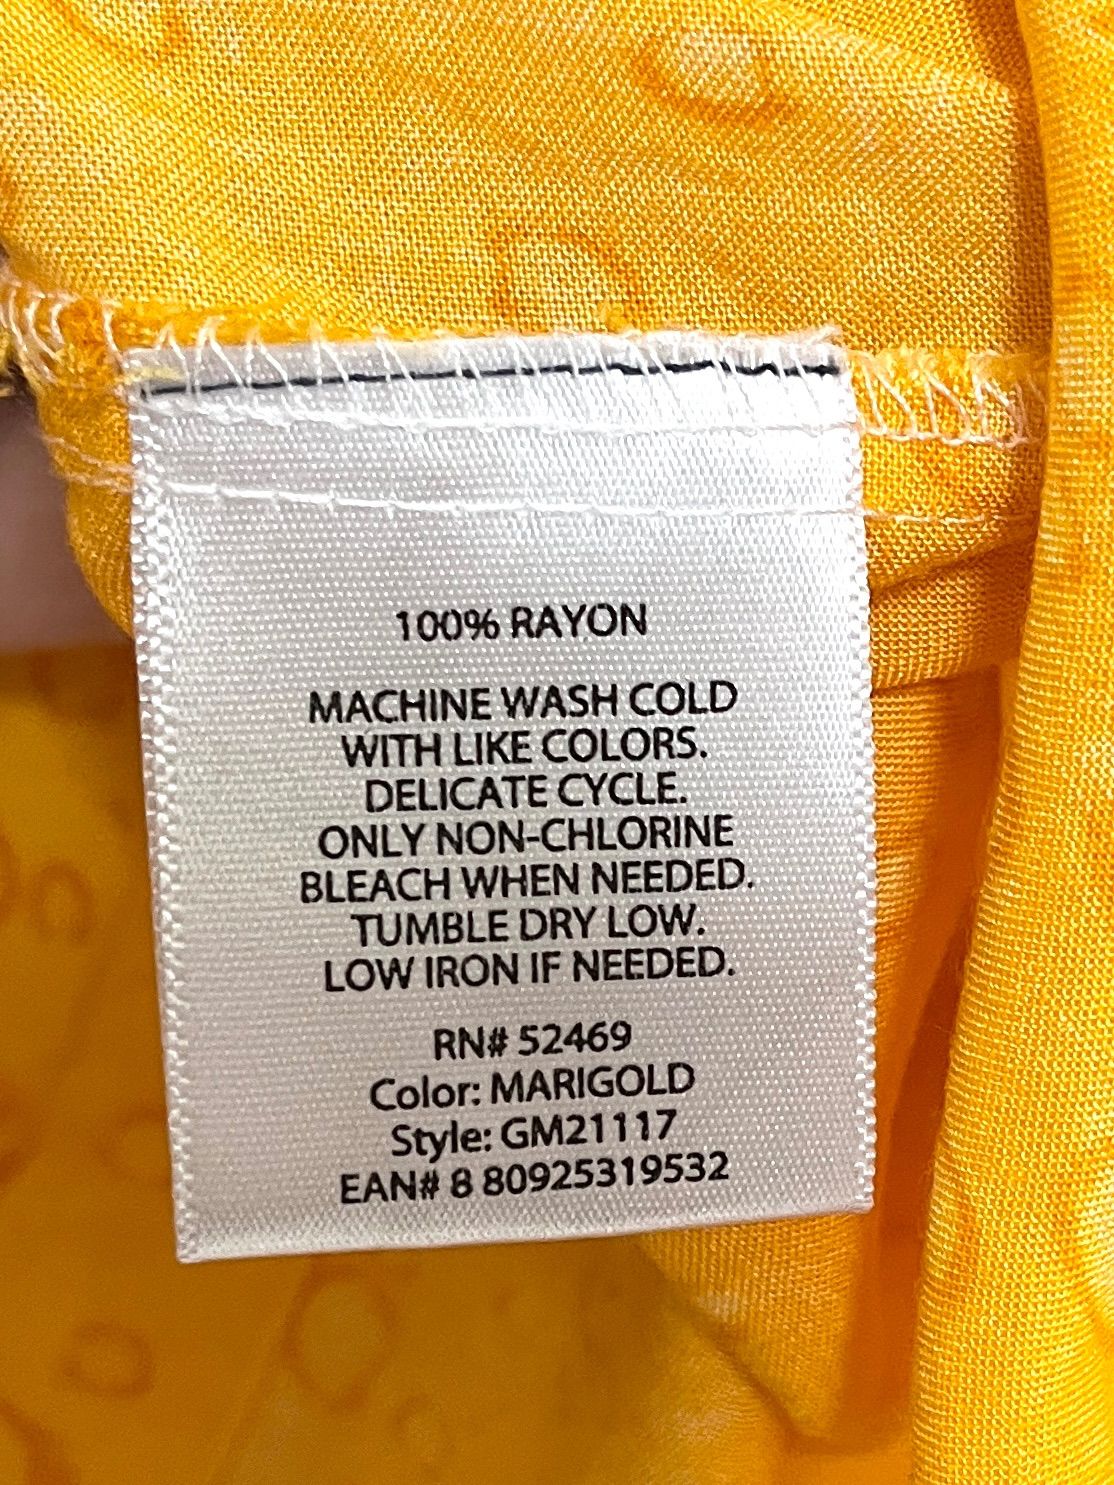 100% RAYON
MACHINE WASH COLD
WITH LIKE COLORS.
DELICATE CYCLE.
ONLY NON-CHLORINE
BLEACH WHEN NEEDED.
TUMBLE DRY LOW.
LOW IRON IF NEEDED.
RN# 52469
Color: MARIGOLD
Style: GM21117
EAN# 8 80925319532